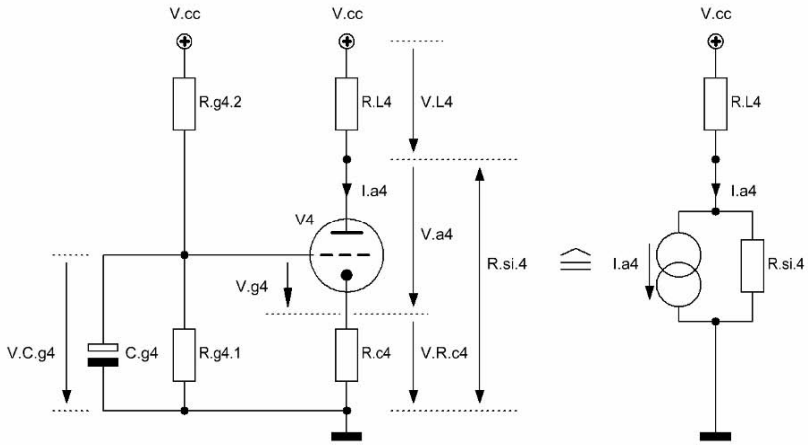 V.cc V.cc V.cc
R.g4.2 R.L4 V.L4 R.L4
I.a4 I.a4
V4
V.a4
R.si.4 I.a4 R.si.4
V.g4
V.C.g4 C.g4 R.g4.1 R.c4 V.R.c4